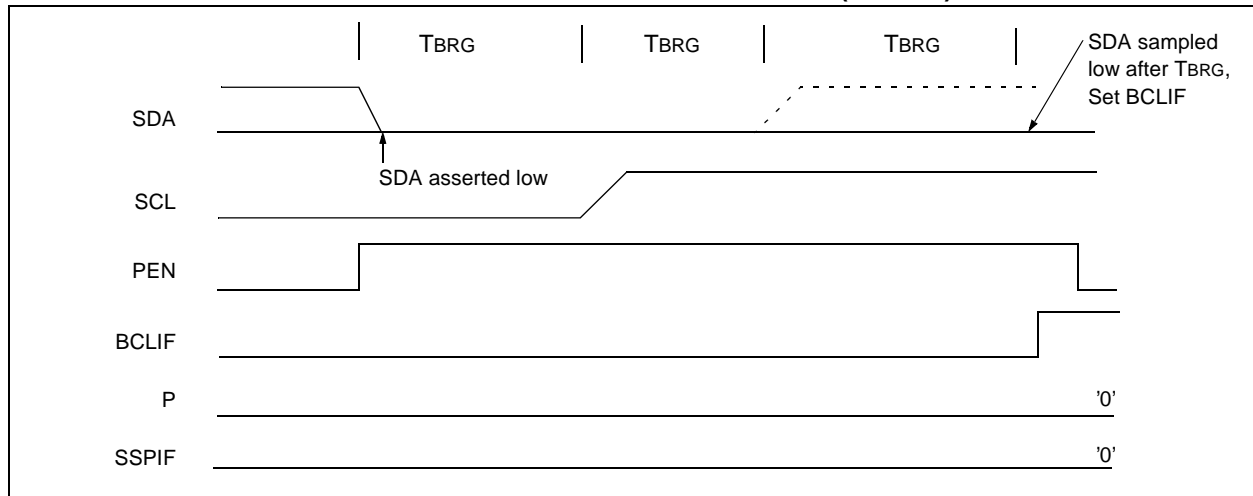 TBRG TBRG TBRG
SDA sampled
low after TBRG,
Set BCLIF
SDA
SDA asserted low
SCL
PEN
BCLIF
P '0'
SSPIF '0'